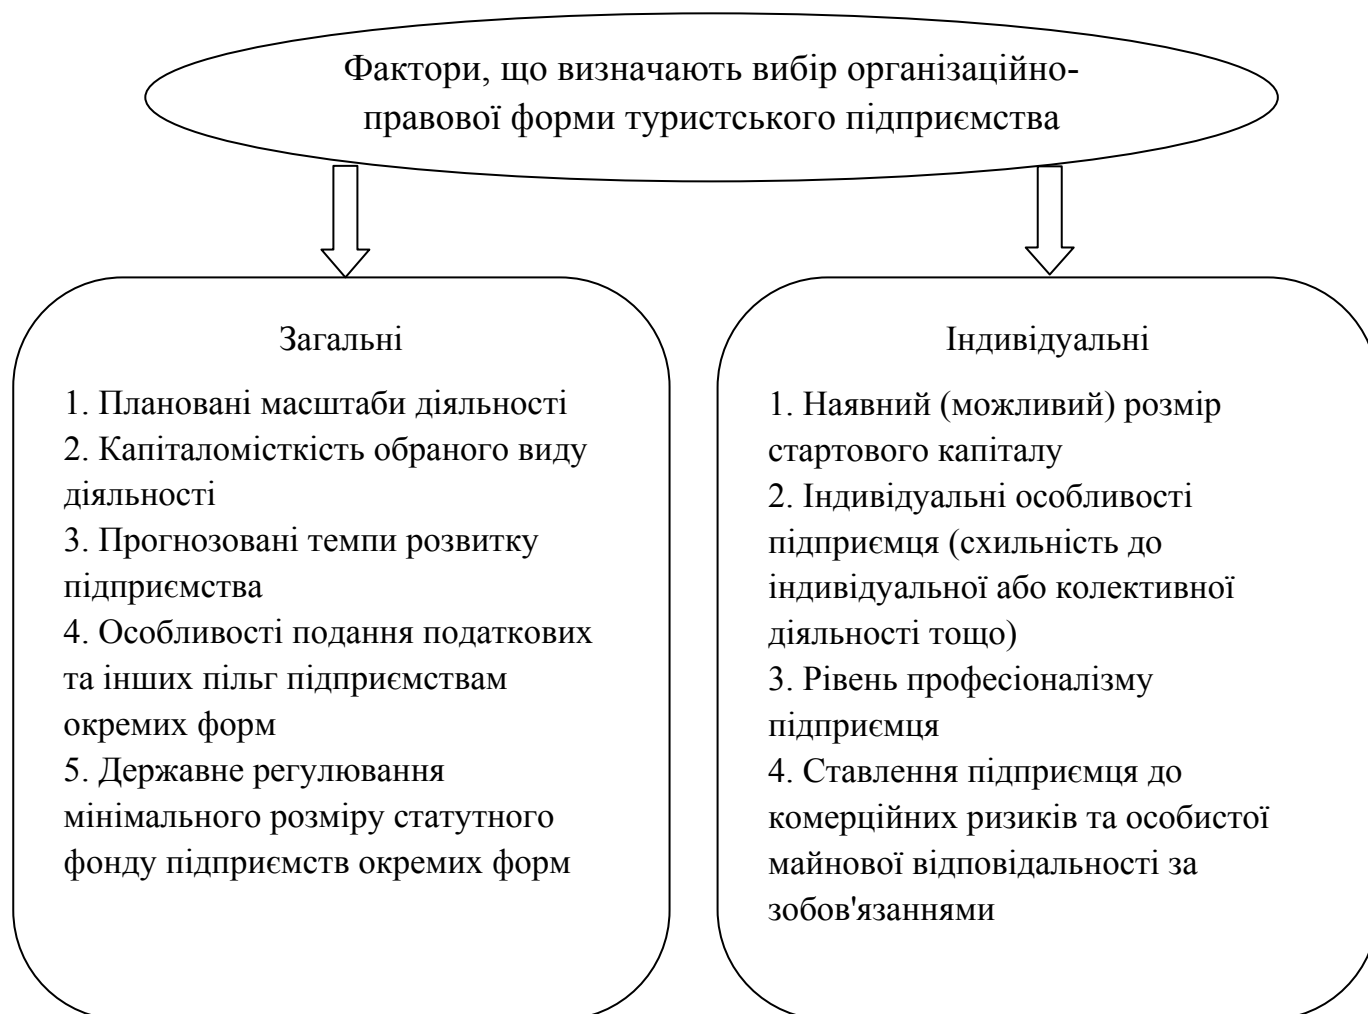 Фактори, що визначають вибір організаційно-
правової форми туристського підприємства
Загальні
1. Плановані масштаби діяльності
2. Капіталомісткість обраного виду
діяльності
3. Прогнозовані темпи розвитку
підприємства
4. Особливості подання податкових
та інших пільг підприємствам
окремих форм
5. Державне регулювання
мінімального розміру статутного
фонду підприємств окремих форм
Індивідуальні
1. Наявний (можливий) розмір
стартового капіталу
2. Індивідуальні особливості
підприємця (схильність до
індивідуальної або колективної
діяльності тощо)
3. Рівень професіоналізму
підприємця
4. Ставлення підприємця до
комерційних ризиків та особистої
майнової відповідальності за
зобов'язаннями